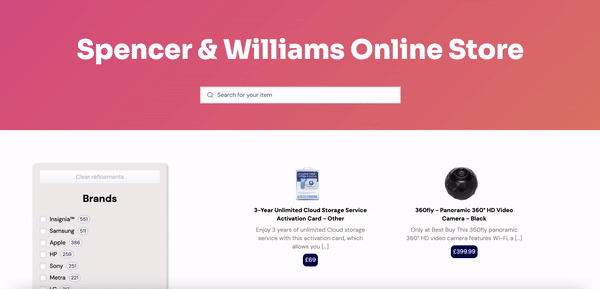 Spencer & Williams Online Store
Search for your item
Clear refinements
Brands
Insignia™ 551
Samsung 511
Apple 386
HP 259
Sony 251
Metra 221
3-Year Unlimited Cloud Storage Service
Activation Card - Other
Enjoy 3 years of unlimited Cloud storage
service with this activation card, which
allows you [...]
£69
360fly - Panoramic 360° HD Video
Camera - Black
Only at Best Buy This 360fly panoramic
360° HD video camera features Wi-Fi, a [...]
£399.99